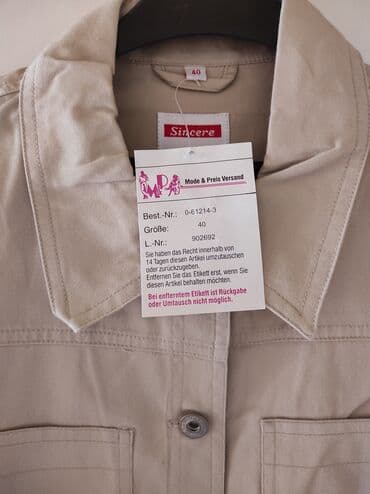 40
Sincere
MP Mode & Preis Versand
Best.-Nr.: 0-61214-3
Größe: 40
L.-Nr.: 902692
Sie haben das Recht innerhalb von
14 Tagen diesen Artikel umzutauschen
oder zurückzugeben.
Entfernen Sie das Etikett erst, wenn Sie
diesen Artikel behalten möchten.
Bei entferntem Etikett ist Rückgabe
oder Umtausch nicht möglich.